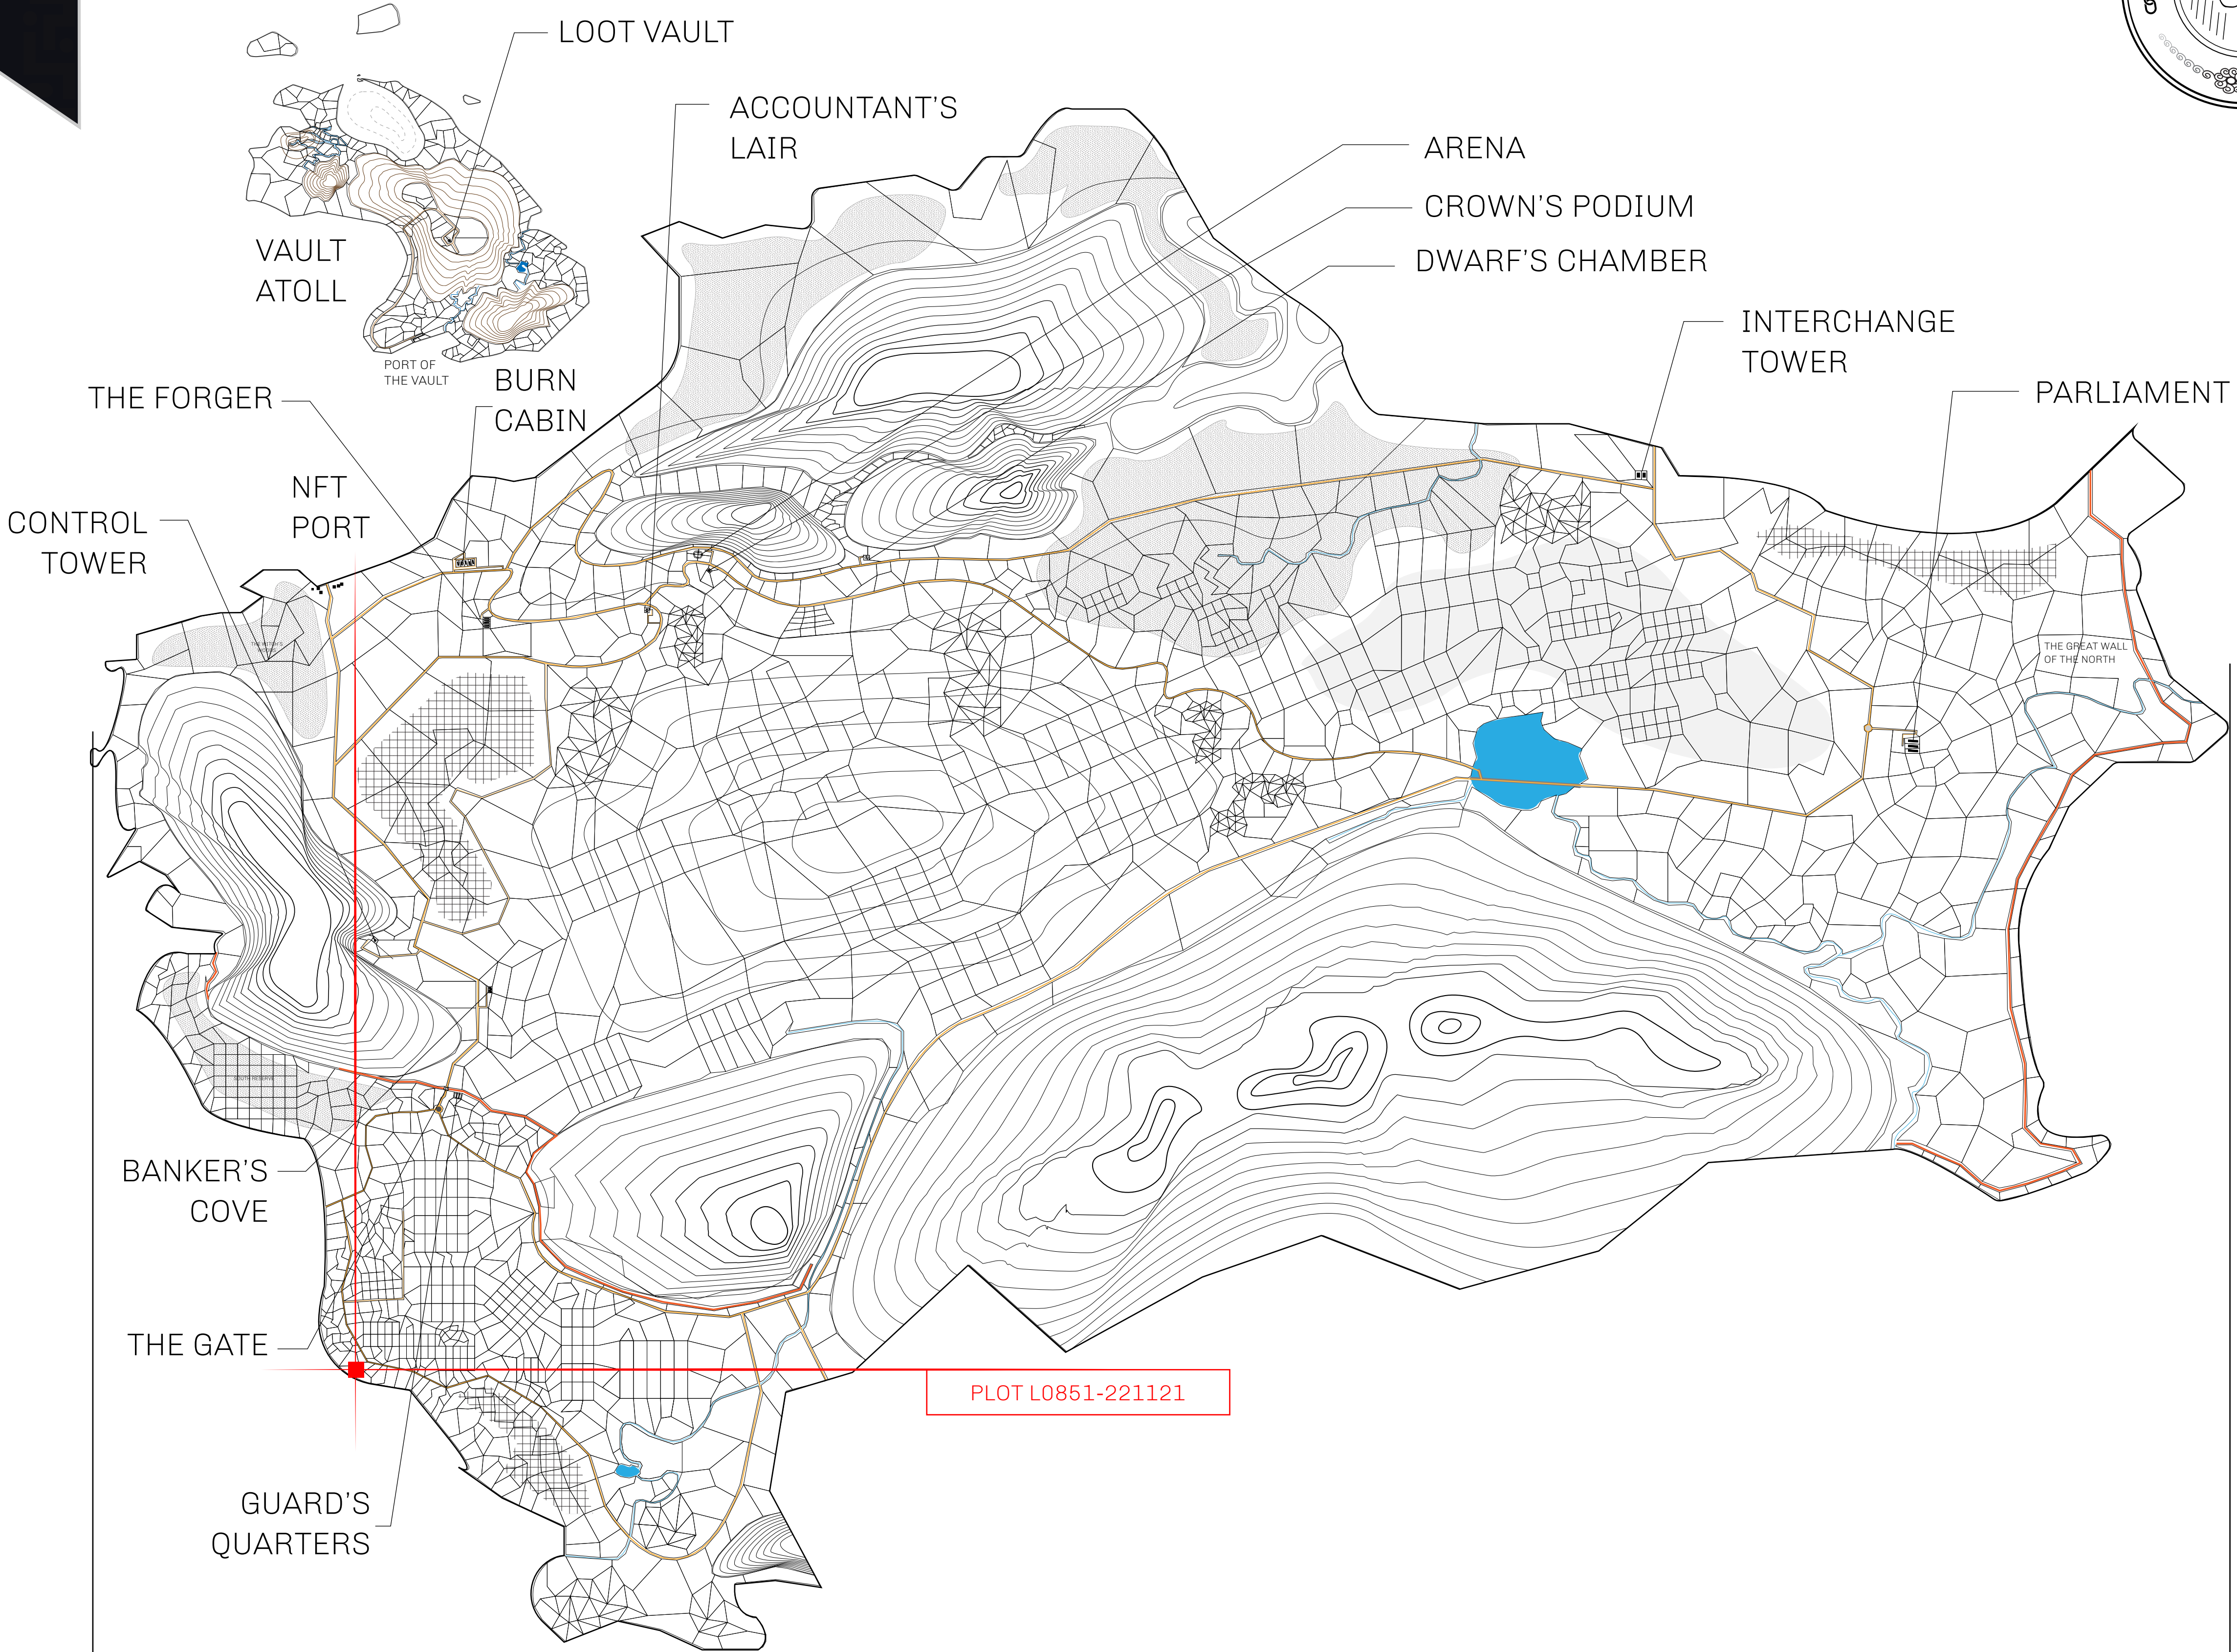 LOOT VAULT
ACCOUNTANT'S
LAIR
ARENA
CROWN'S PODIUM
DWARF'S CHAMBER
VAULT
ATOLL
INTERCHANGE
TOWER
PORT OF
THE VAULT
BURN
CABIN
THE FORGER
PARLIAMENT
NFT
PORT
CONTROL
TOWER
THE GREAT WALL
OF THE NORTH
SOUTH RESERVE
BANKER'S
COVE
THE GATE
PLOT L0851-221121
GUARD'S
QUARTERS